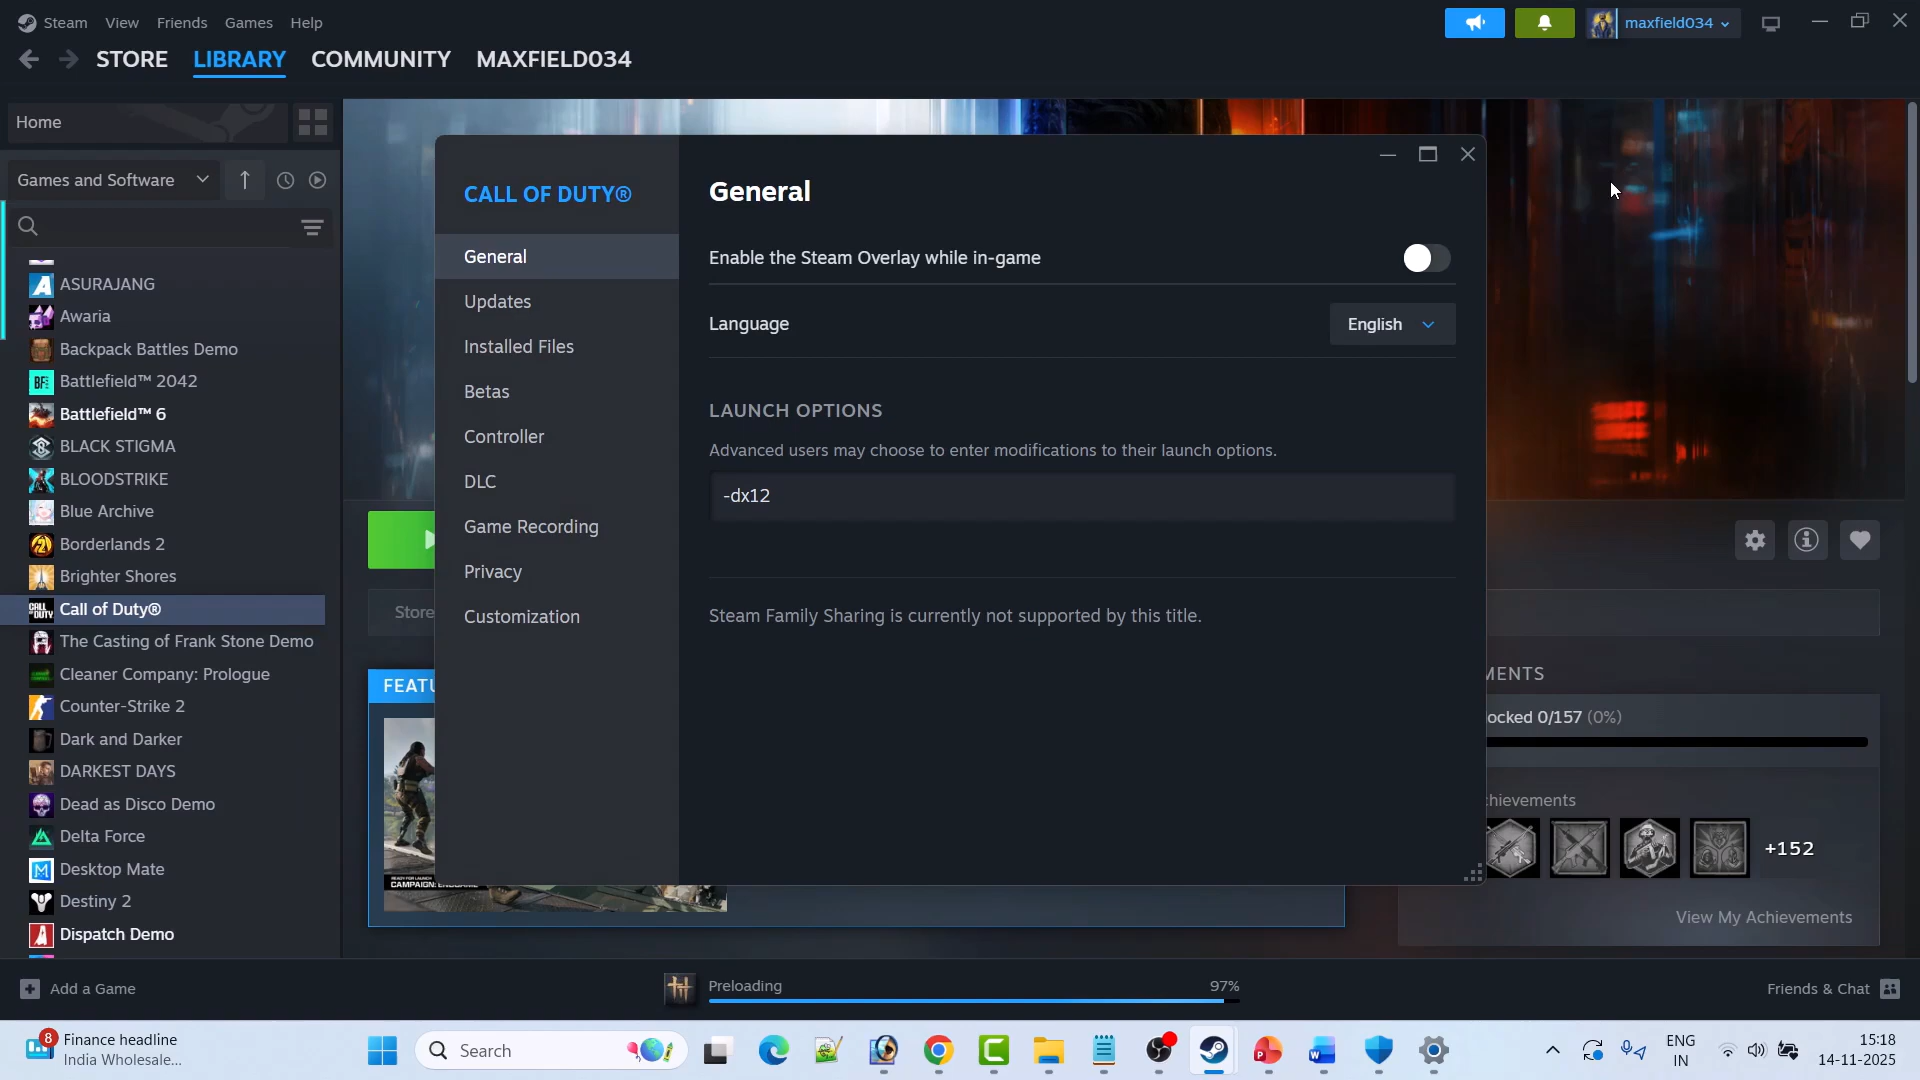 Steam View Friends Games Help
maxfield034
STORE LIBRARY COMMUNITY MAXFIELD034
Home
Games and Software
ASURAJANG
Awaria
Backpack Battles Demo
Battlefield™ 2042
Battlefield™ 6
BLACK STIGMA
BLOODSTRIKE
Blue Archive
Borderlands 2
Brighter Shores
Call of Duty®
The Casting of Frank Stone Demo
Cleaner Company: Prologue
Counter-Strike 2
Dark and Darker
DARKEST DAYS
Dead as Disco Demo
Delta Force
Desktop Mate
Destiny 2
Dispatch Demo
Add a Game
CALL OF DUTY®
General
Updates
Installed Files
Betas
Controller
DLC
Game Recording
Privacy
Customization
General
Enable the Steam Overlay while in-game
Language
English
LAUNCH OPTIONS
Advanced users may choose to enter modifications to their launch options.
-dx12
Steam Family Sharing is currently not supported by this title.
Store
FEATU
CAMPAIGN: ENDGAME
MENTS
ocked 0/157 (0%)
chievements
+152
View My Achievements
Preloading
97%
Friends & Chat
8
Finance headline
India Wholesale...
Search
ENG
IN
15:18
14-11-2025